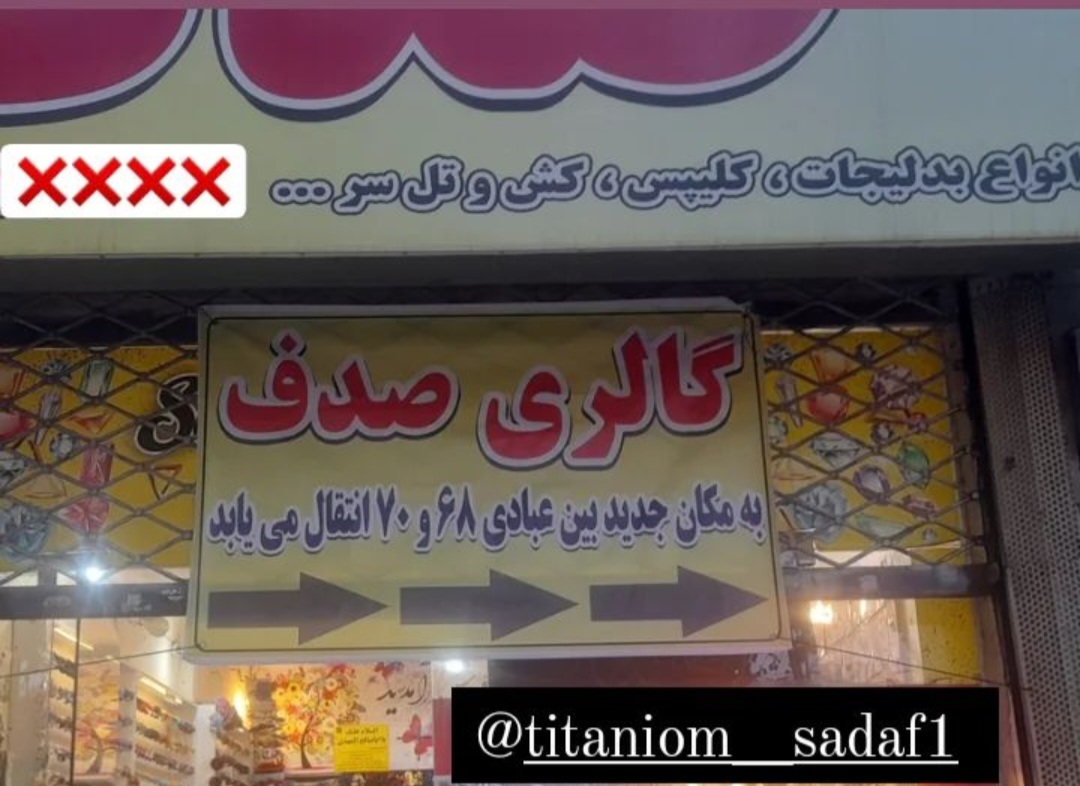 انواع بدلیجات ، کلیپس ، کش و تل سر ...
گالری صدف
به مکان جدید بین عبادی ۶۸ و ۷۰ انتقال می یابد
@titaniom__sadaf1